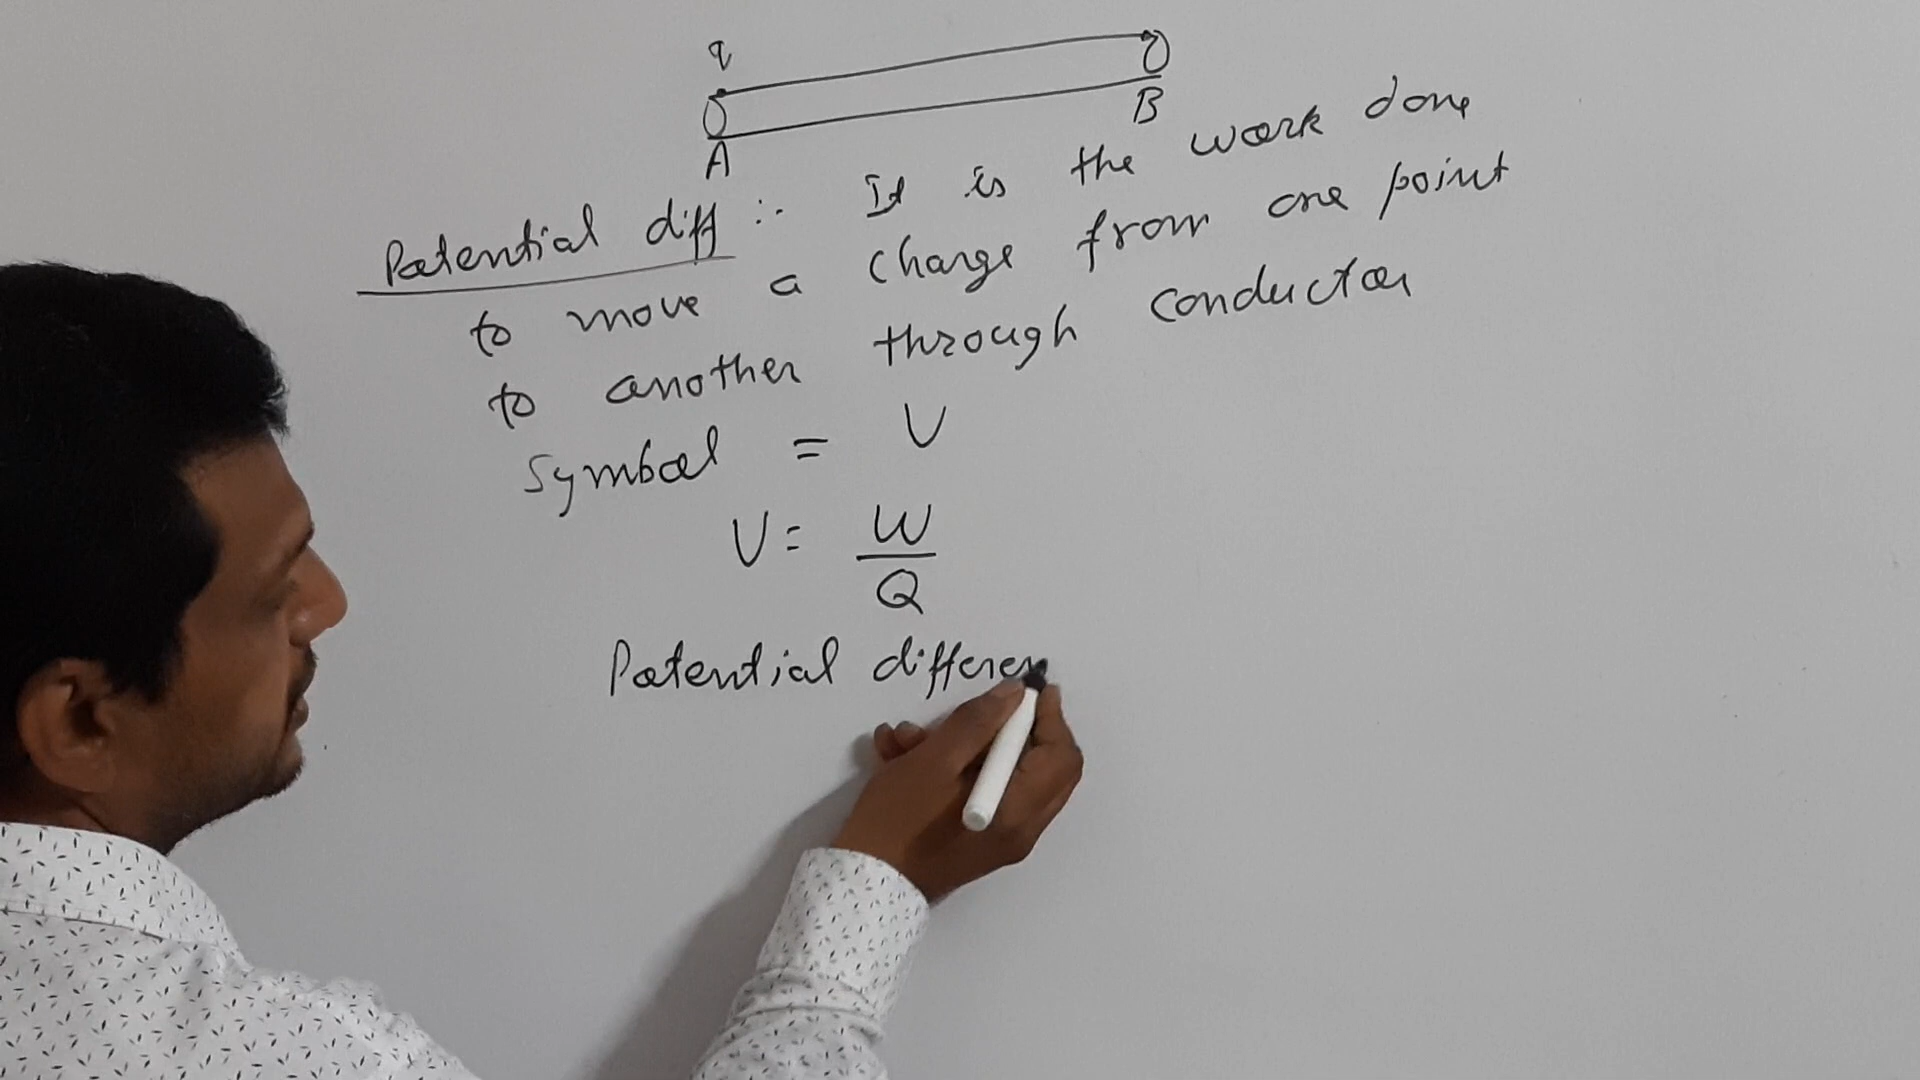 q
A
B
Potential diff :- It is the work done
to move a charge from one point
to another through conductor
Symbol = V
V = W/Q
Potential differen